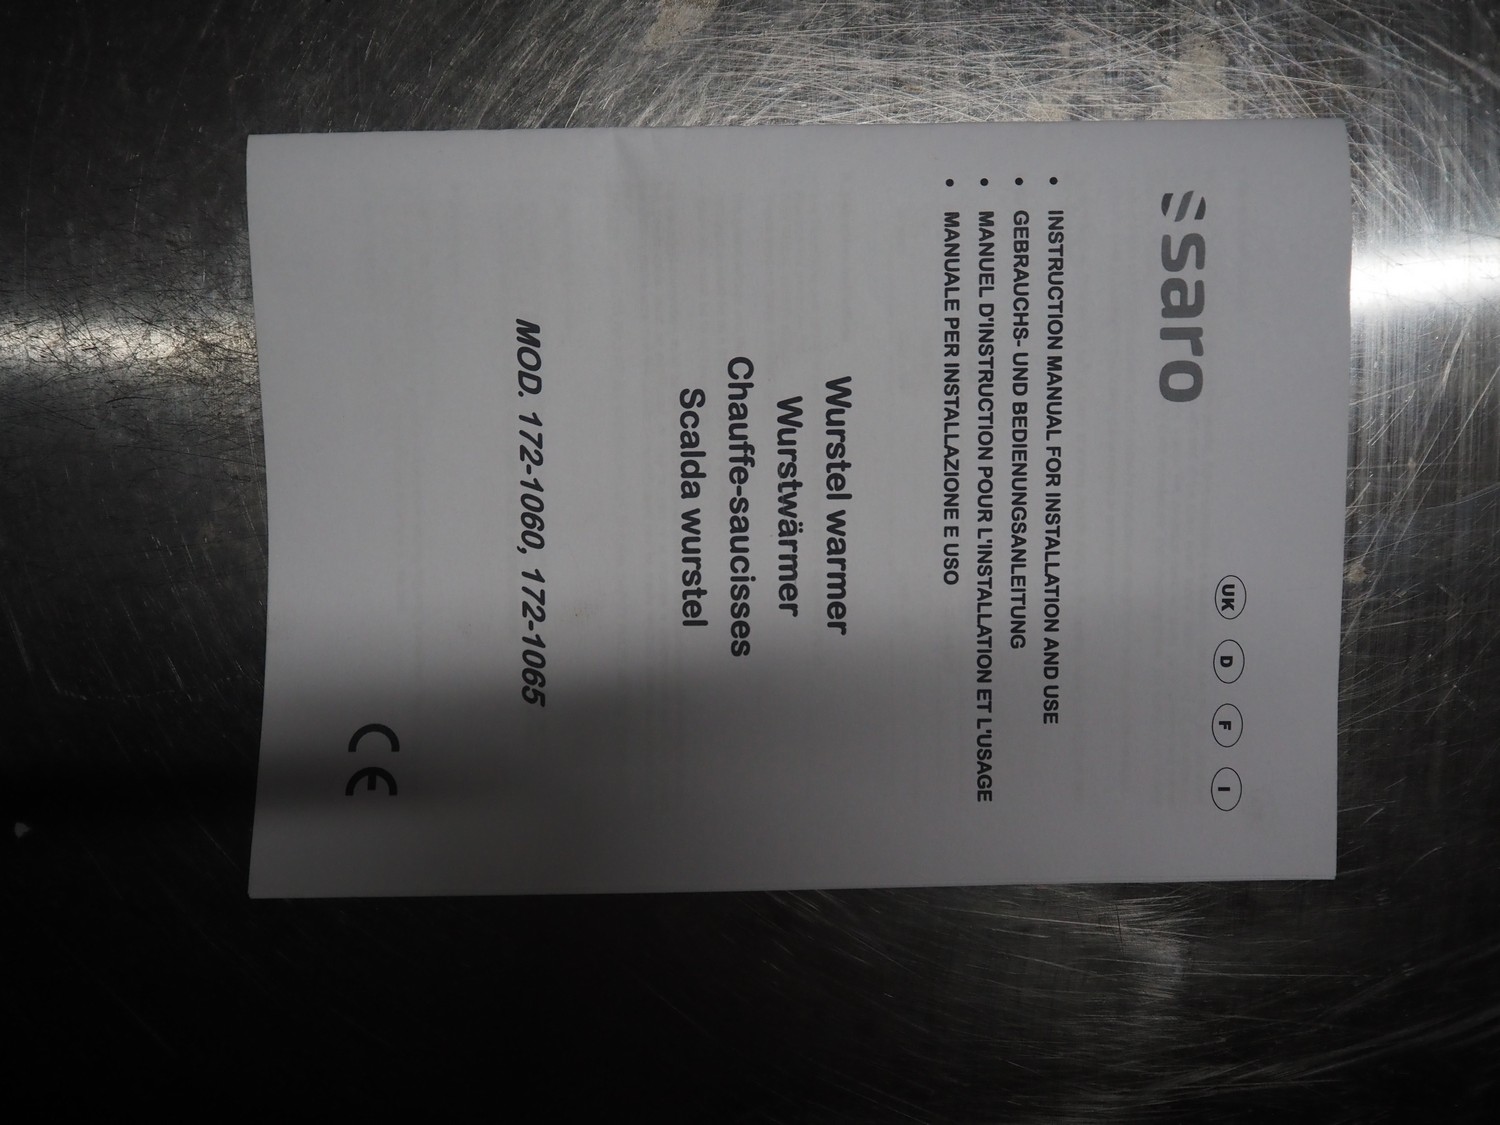 saro
UK D F I
• INSTRUCTION MANUAL FOR INSTALLATION AND USE
• GEBRAUCHS- UND BEDIENUNGSANLEITUNG
• MANUEL D'INSTRUCTION POUR L'INSTALLATION ET L'USAGE
• MANUALE PER INSTALLAZIONE E USO
Wurstel warmer
Wurstwärmer
Chauffe-saucisses
Scalda wurstel
MOD. 172-1060, 172-1065
CE